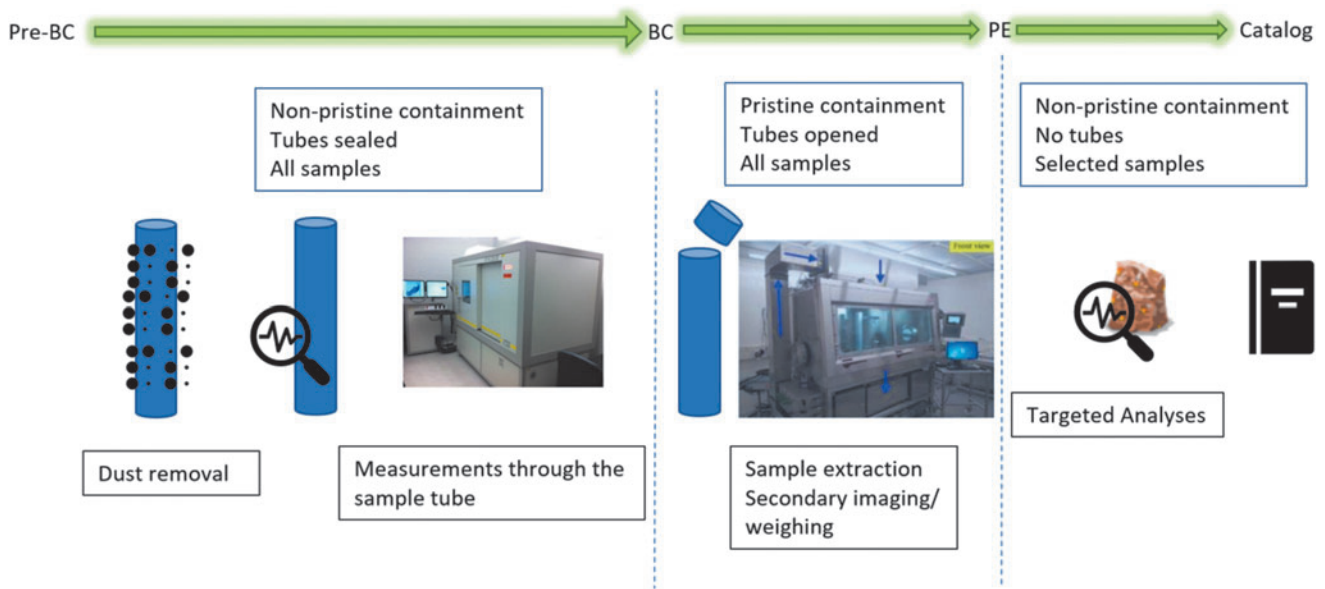 Pre-BC
BC
PE
Catalog
Non-pristine containment
Tubes sealed
All samples
Pristine containment
Tubes opened
All samples
Non-pristine containment
No tubes
Selected samples
Front view
Dust removal
Measurements through the
sample tube
Sample extraction
Secondary imaging/
weighing
Targeted Analyses